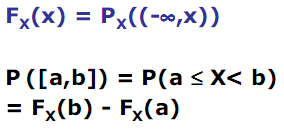 Fx(x) = Px((-∞,x))
P ([a,b]) = P(a ≤ X< b)
= Fx(b) - Fx(a)